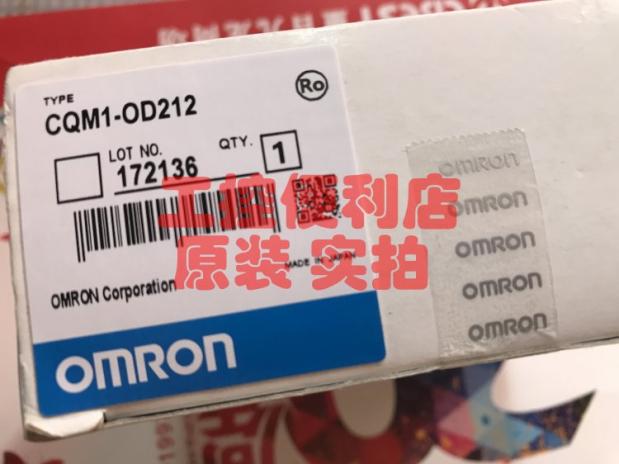 TYPE
CQM1-OD212
Ro
LOT NO.
172136
QTY.
1
工控便利店
原装 实拍
MADE IN JAPAN
OMRON Corporation
OMRON
OMRON
OMRON
OMRON
OMRON
OMRON